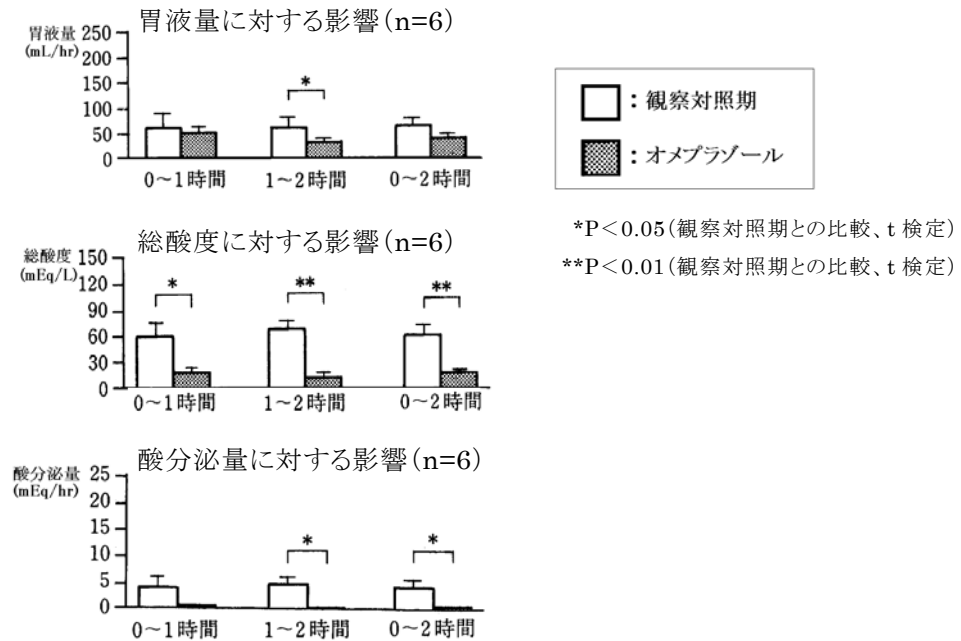 胃液量に対する影響(n=6)
胃液量
(mL/hr)
250
200
150
100
50
0
*
0〜1時間
1〜2時間
0〜2時間
:観察対照期
:オメプラゾール
*P<0.05(観察対照期との比較、t 検定)
**P<0.01(観察対照期との比較、t 検定)
総酸度に対する影響(n=6)
総酸度
(mEq/L)
150
120
90
60
30
0
*
**
**
0〜1時間
1〜2時間
0〜2時間
酸分泌量に対する影響(n=6)
酸分泌量
(mEq/hr)
25
20
15
10
5
0
*
*
0〜1時間
1〜2時間
0〜2時間